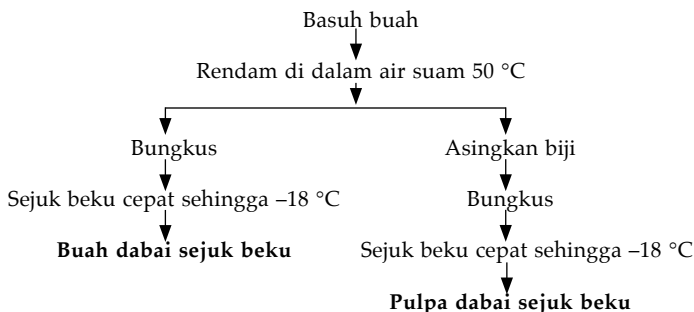 Basuh buah
Rendam di dalam air suam 50 °C
Bungkus
Asingkan biji
Sejuk beku cepat sehingga –18 °C
Bungkus
Buah dabai sejuk beku
Sejuk beku cepat sehingga –18 °C
Pulpa dabai sejuk beku